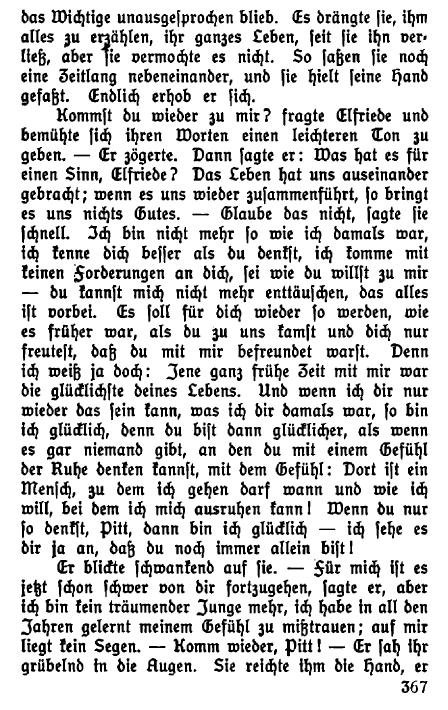 das Wichtige unausgesprochen blieb. Es drängte sie, ihm
alles zu erzählen, ihr ganzes Leben, seit sie ihn ver-
ließ, aber sie vermochte es nicht. So saßen sie noch
eine Zeitlang nebeneinander, und sie hielt seine Hand
gefaßt. Endlich erhob er sich.
Kommst du wieder zu mir? fragte Elfriede und
bemühte sich ihren Worten einen leichteren Ton zu
geben. — Er zögerte. Dann sagte er: Was hat es für
einen Sinn, Elfriede? Das Leben hat uns auseinander
gebracht; wenn es uns wieder zusammenführt, so bringt
es uns nichts Gutes. — Glaube das nicht, sagte sie
schnell. Ich bin nicht mehr so wie ich damals war,
ich kenne dich besser als du denkst, ich komme mit
keinen Forderungen an dich, sei wie du willst zu mir
— du kannst mich nicht mehr enttäuschen, das alles
ist vorbei. Es soll für dich wieder so werden, wie
es früher war, als du zu uns kamst und dich nur
freutest, daß du mit mir befreundet warst. Denn
ich weiß ja doch: Jene ganz frühe Zeit mit mir war
die glücklichste deines Lebens. Und wenn ich dir nur
wieder das sein kann, was ich dir damals war, so bin
ich glücklich, denn du bist dann glücklicher, als wenn
es gar niemand gibt, an den du mit einem Gefühl
der Ruhe denken kannst, mit dem Gefühl: Dort ist ein
Mensch, zu dem ich gehen darf wann und wie ich
will, bei dem ich mich ausruhen kann! Wenn du nur
so denkst, Pitt, dann bin ich glücklich — ich sehe es
dir ja an, daß du noch immer allein bist!
Er blickte schwankend auf sie. — Für mich ist es
jetzt schon schwer von dir fortzugehen, sagte er, aber
ich bin kein träumender Junge mehr, ich habe in all den
Jahren gelernt meinem Gefühl zu mißtrauen; auf mir
liegt kein Segen. — Komm wieder, Pitt! — Er sah ihr
grübelnd in die Augen. Sie reichte ihm die Hand, er
367